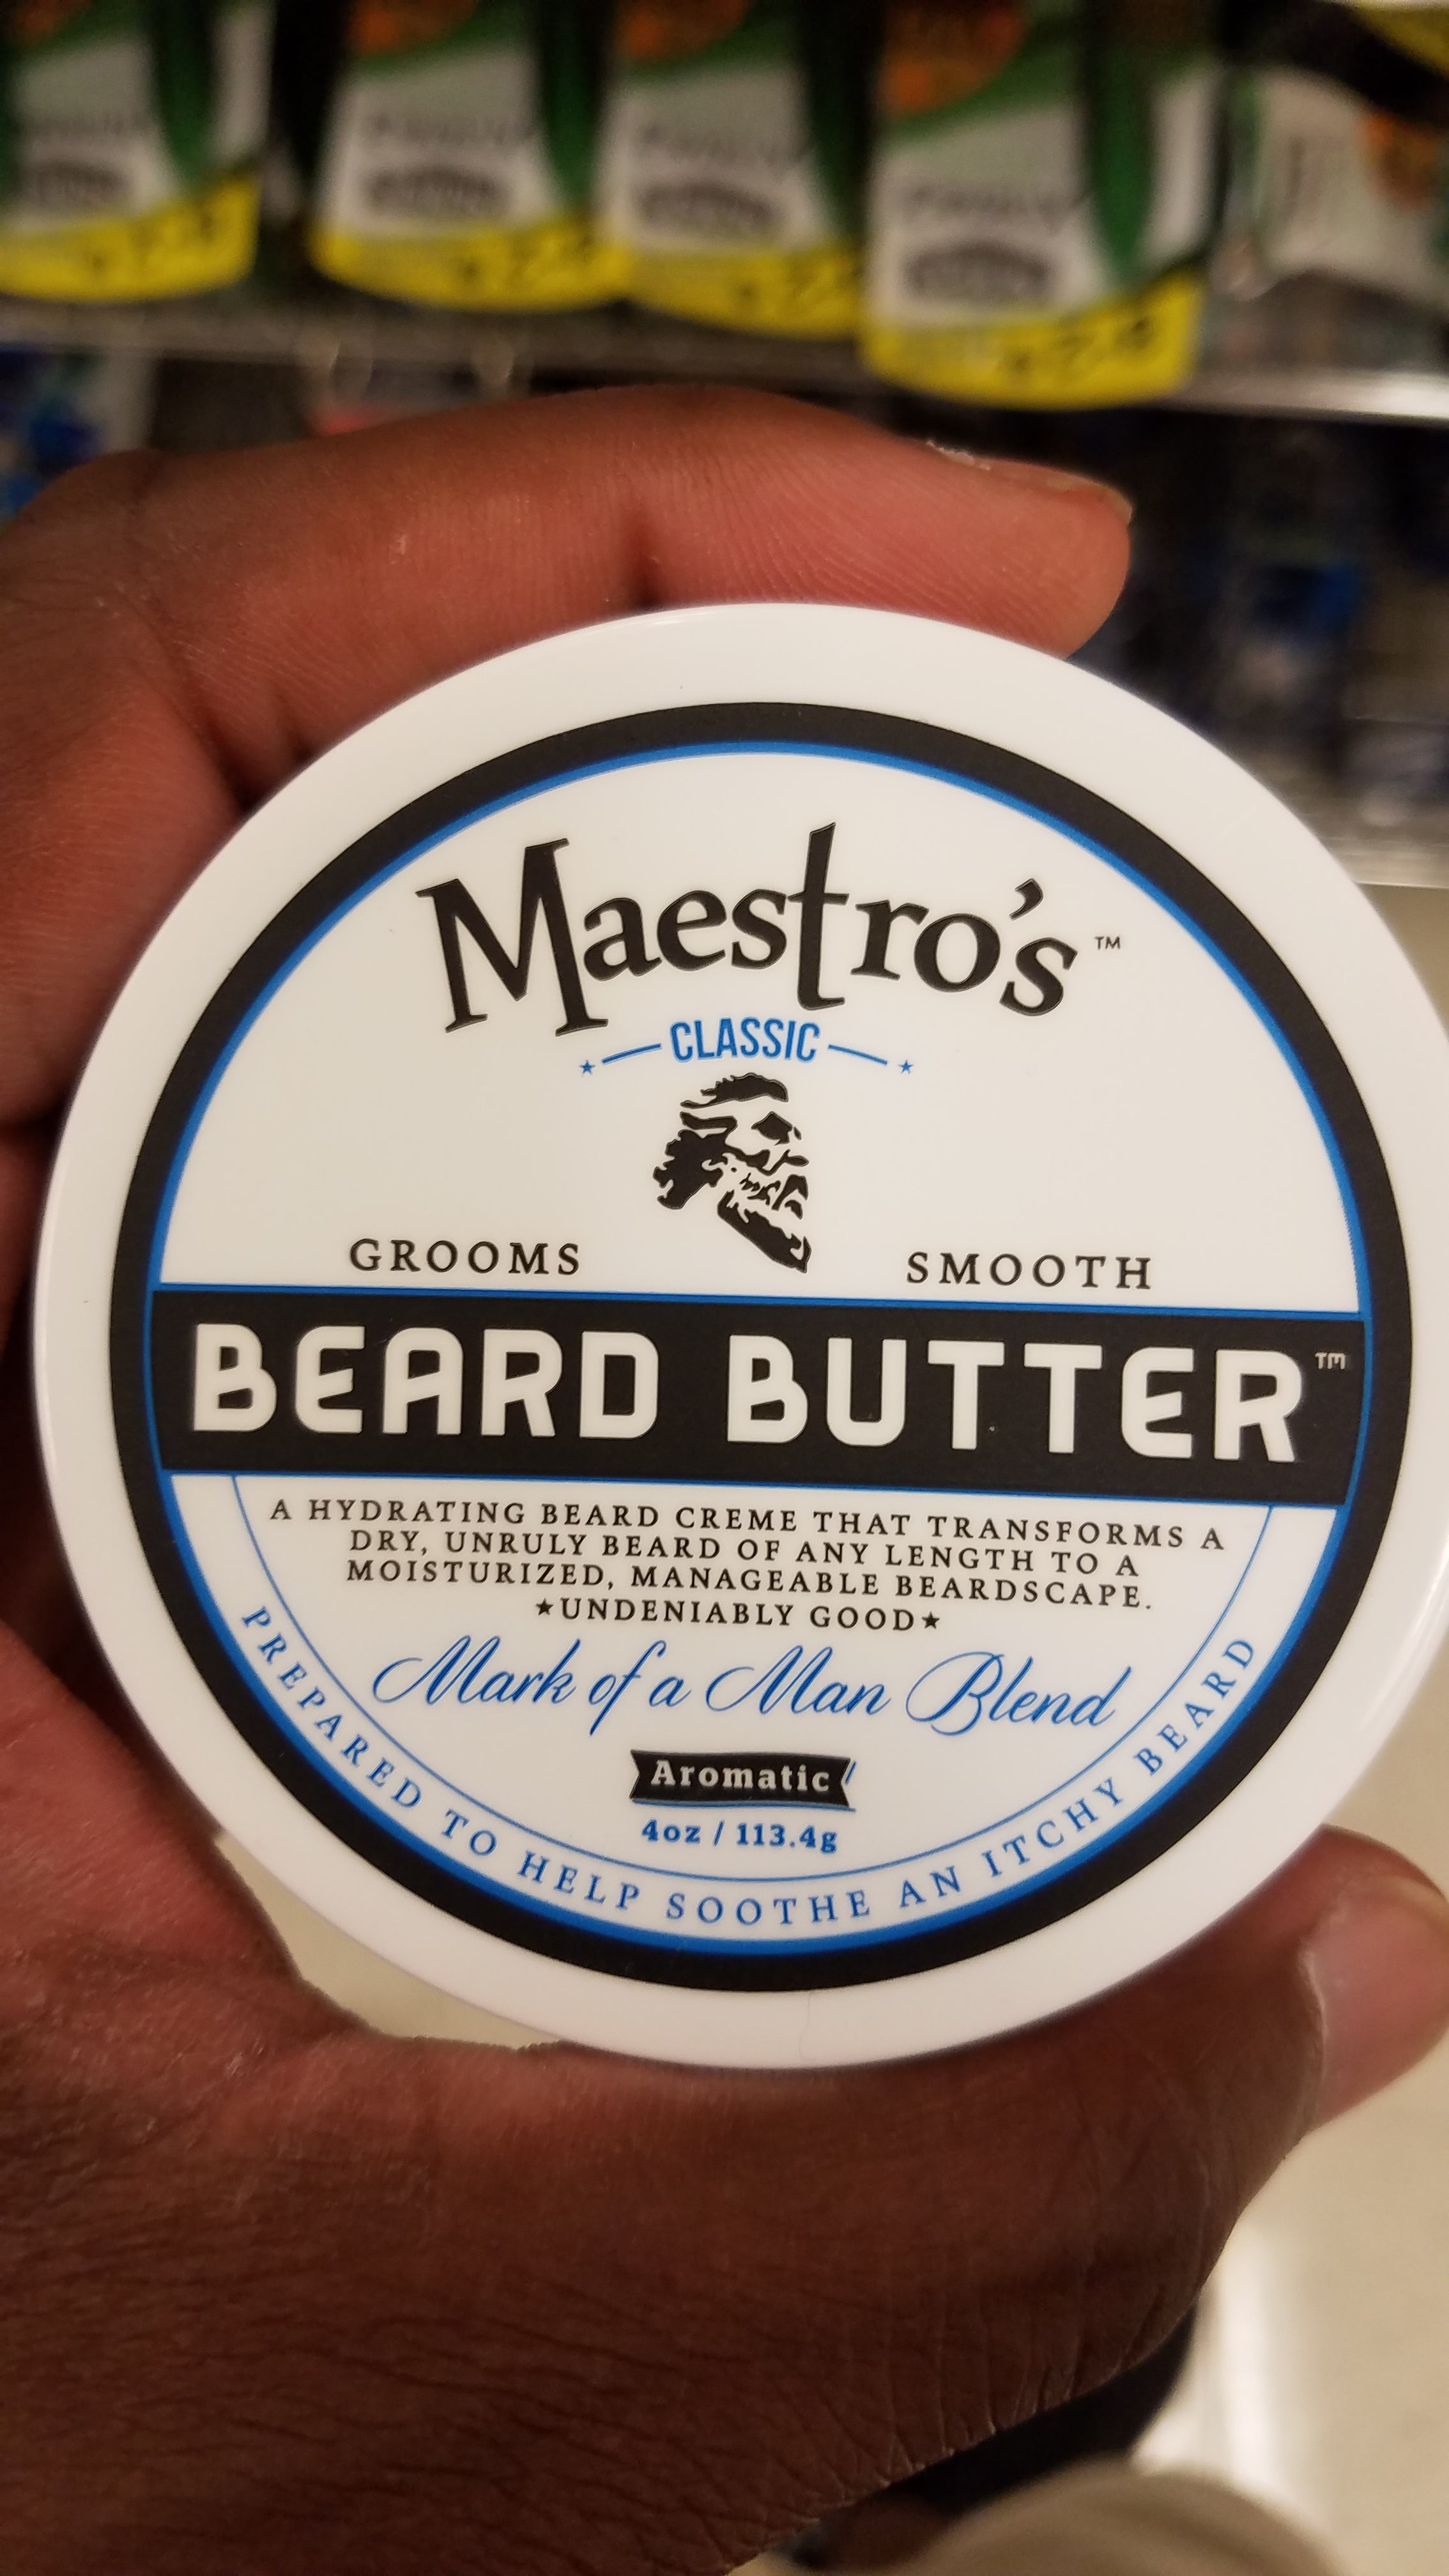 Maestro's™
CLASSIC
GROOMS SMOOTH
BEARD BUTTER™
A HYDRATING BEARD CREME THAT TRANSFORMS A
DRY, UNRULY BEARD OF ANY LENGTH TO A
MOISTURIZED, MANAGEABLE BEARDSCAPE.
★UNDENIABLY GOOD★
Mark of a Man Blend
Aromatic
4oz / 113.4g
PREPARED TO HELP SOOTHE AN ITCHY BEARD